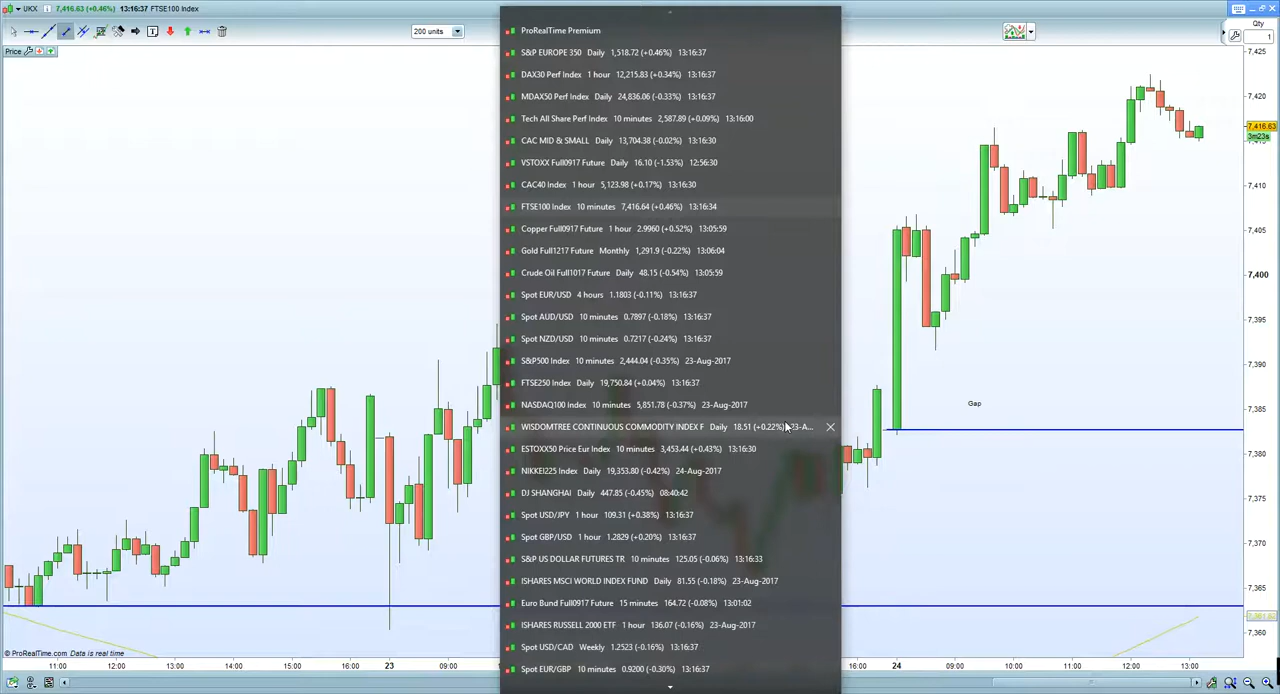 UKX 7,416.63 (+0.46%) 13:16:37 FTSE100 Index
200 units
Qty
1
Price
ProRealTime Premium
S&P EUROPE 350 Daily 1,518.72 (+0.46%) 13:16:37
DAX30 Perf Index 1 hour 12,215.83 (+0.34%) 13:16:37
MDAX50 Perf Index Daily 24,836.06 (-0.33%) 13:16:37
Tech All Share Perf Index 10 minutes 2,587.89 (+0.09%) 13:16:00
CAC MID & SMALL Daily 13,704.38 (-0.02%) 13:16:30
VSTOXX Full0917 Future Daily 16.10 (-1.53%) 12:56:30
CAC40 Index 1 hour 5,123.98 (+0.17%) 13:16:30
FTSE100 Index 10 minutes 7,416.64 (+0.46%) 13:16:34
Copper Full0917 Future 1 hour 2.9960 (+0.52%) 13:05:59
Gold Full1217 Future Monthly 1,291.9 (-0.22%) 13:06:04
Crude Oil Full1017 Future Daily 48.15 (-0.54%) 13:05:59
Spot EUR/USD 4 hours 1.1803 (-0.11%) 13:16:37
Spot AUD/USD 10 minutes 0.7897 (-0.18%) 13:16:37
Spot NZD/USD 10 minutes 0.7217 (-0.24%) 13:16:37
S&P500 Index 10 minutes 2,444.04 (-0.35%) 23-Aug-2017
FTSE250 Index Daily 19,750.84 (+0.04%) 13:16:37
NASDAQ100 Index 10 minutes 5,851.78 (-0.37%) 23-Aug-2017
WISDOMTREE CONTINUOUS COMMODITY INDEX F Daily 18.51 (+0.22%) 23-A...
ESTOXX50 Price Eur Index 10 minutes 3,453.44 (+0.43%) 13:16:30
NIKKEI225 Index Daily 19,353.80 (-0.42%) 24-Aug-2017
DJ SHANGHAI Daily 447.85 (-0.45%) 08:40:42
Spot USD/JPY 1 hour 109.31 (+0.38%) 13:16:37
Spot GBP/USD 1 hour 1.2829 (+0.20%) 13:16:37
S&P US DOLLAR FUTURES TR 10 minutes 125.05 (-0.06%) 13:16:33
ISHARES MSCI WORLD INDEX FUND Daily 81.55 (-0.18%) 23-Aug-2017
Euro Bund Full0917 Future 15 minutes 164.72 (-0.08%) 13:01:02
ISHARES RUSSELL 2000 ETF 1 hour 136.07 (-0.16%) 23-Aug-2017
Spot USD/CAD Weekly 1.2523 (-0.16%) 13:16:37
Spot EUR/GBP 10 minutes 0.9200 (-0.30%) 13:16:37
Gap
7,425
7,420
7,416.63
3m23s
7,410
7,405
7,400
7,395
7,390
7,385
7,380
7,375
7,370
7,365
7,360
© ProRealTime.com Data is real time
11:00
12:00
13:00
14:00
15:00
16:00
23
09:00
16:00
24
09:00
10:00
11:00
12:00
13:00